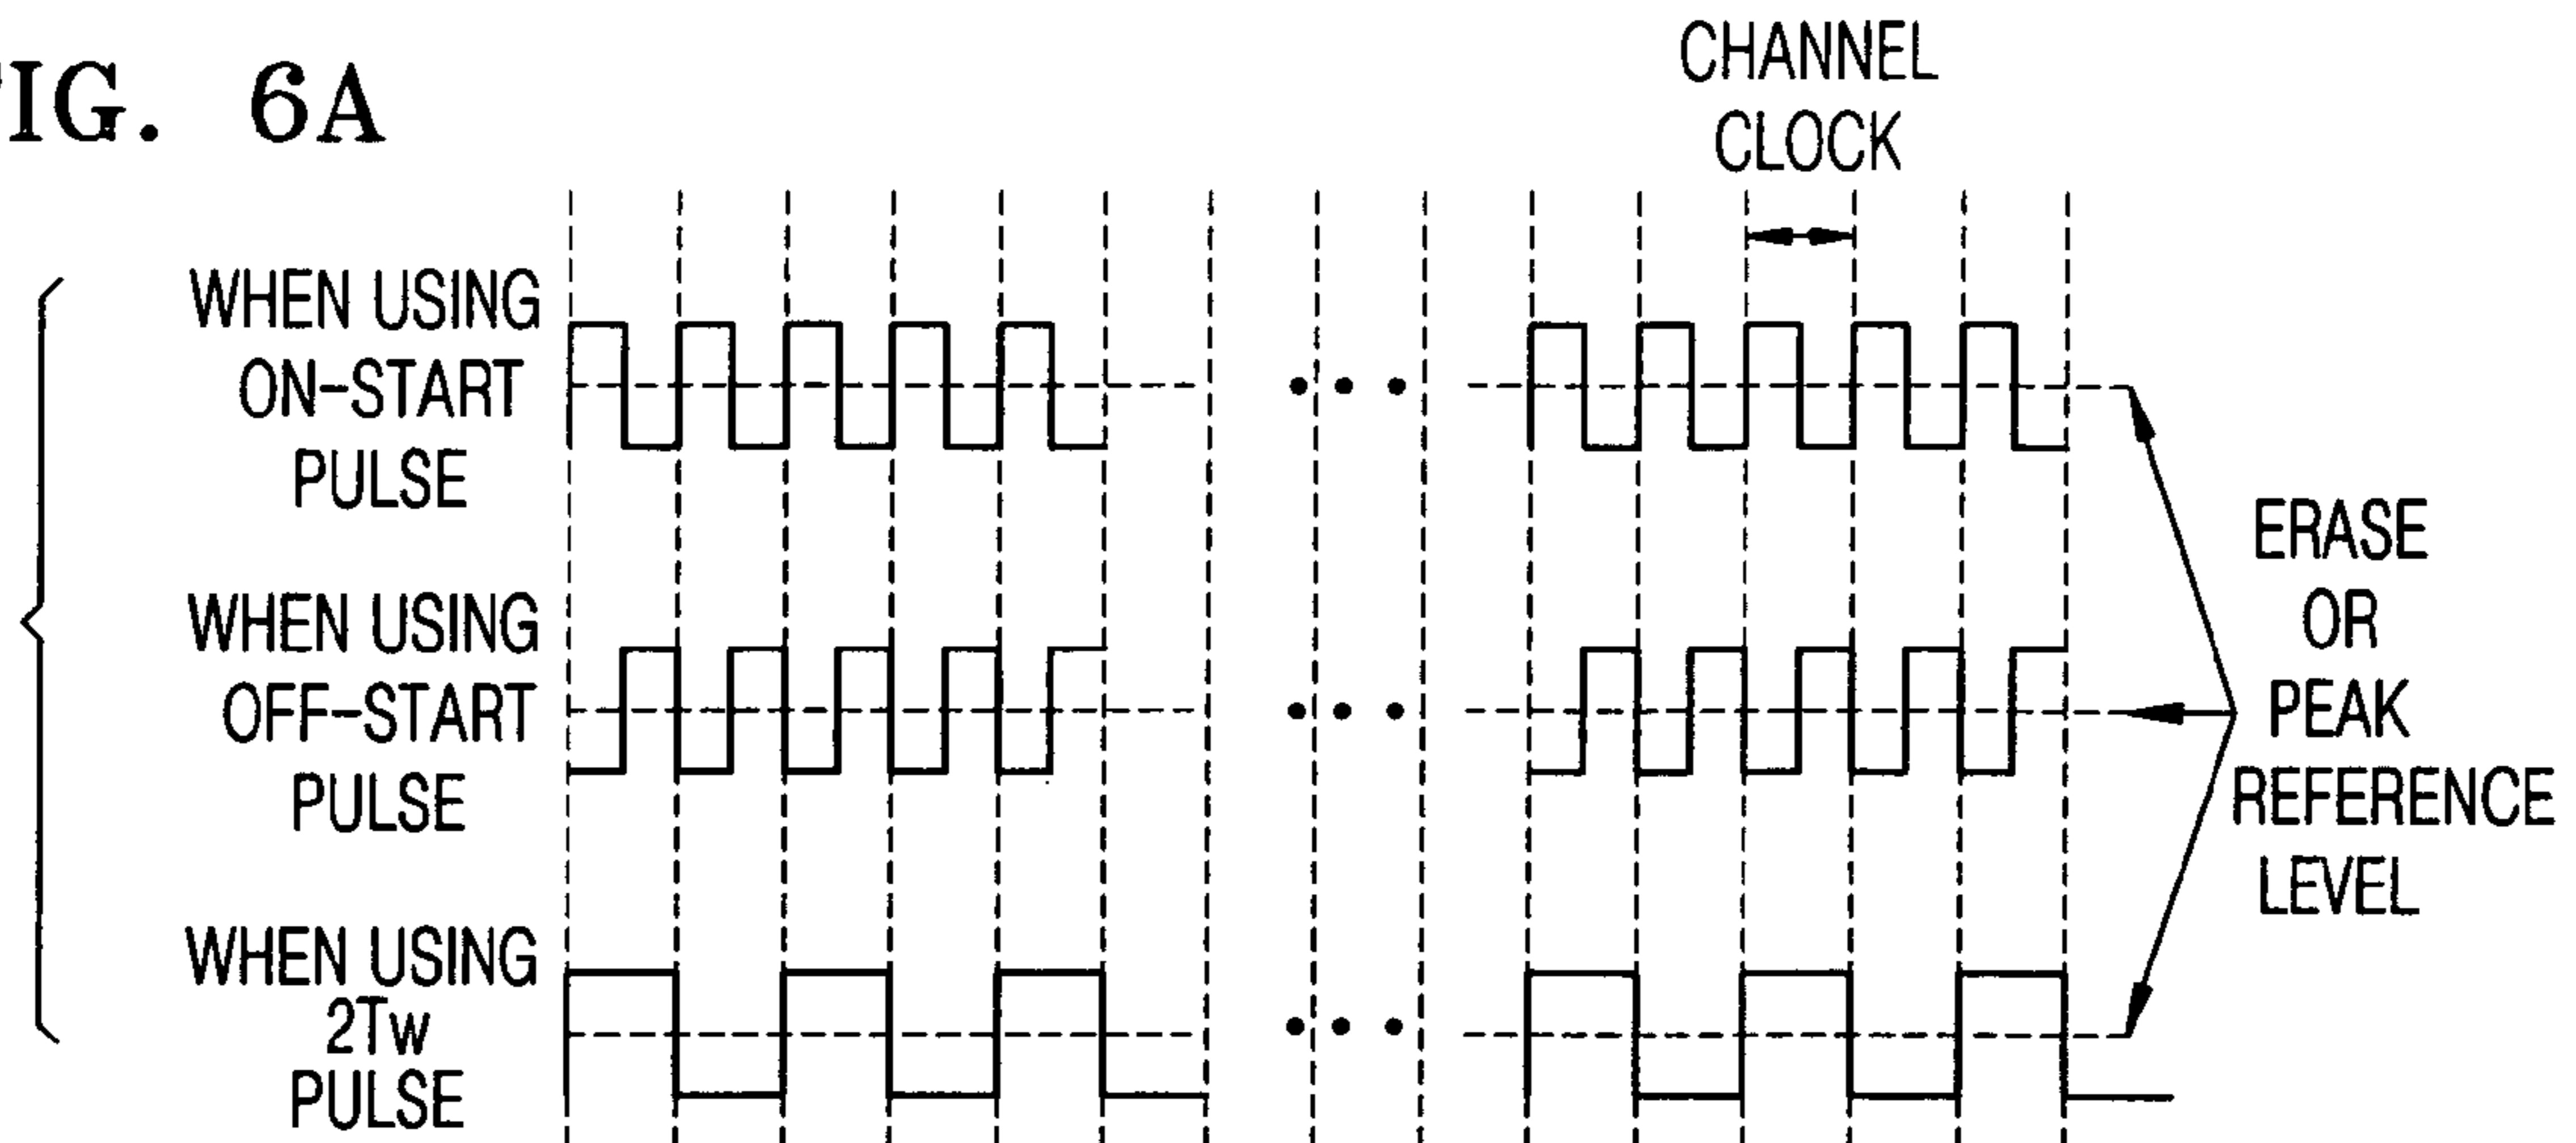 FIG. 6A
CHANNEL
CLOCK
WHEN USING
ON-START
PULSE
WHEN USING
OFF-START
PULSE
WHEN USING
2Tw
PULSE
ERASE
OR
PEAK
REFERENCE
LEVEL